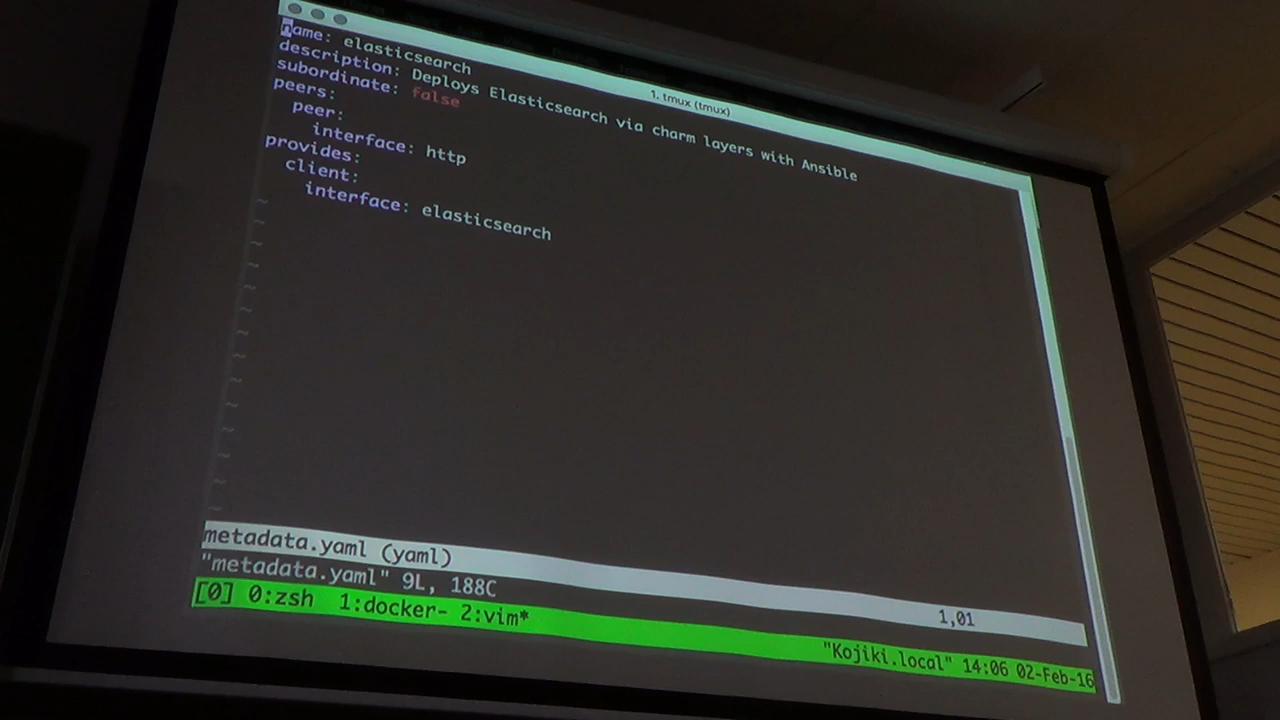 1. tmux (tmux)
name: elasticsearch
description: Deploys Elasticsearch via charm layers with Ansible
subordinate: false
peers:
  peer:
    interface: http
provides:
  client:
    interface: elasticsearch
~
~
~
~
~
~
~
~
~
~
~
~
~
~
metadata.yaml (yaml) 1,01
"metadata.yaml" 9L, 188C
[0] 0:zsh  1:docker- 2:vim* "Kojiki.local" 14:06 02-Feb-16